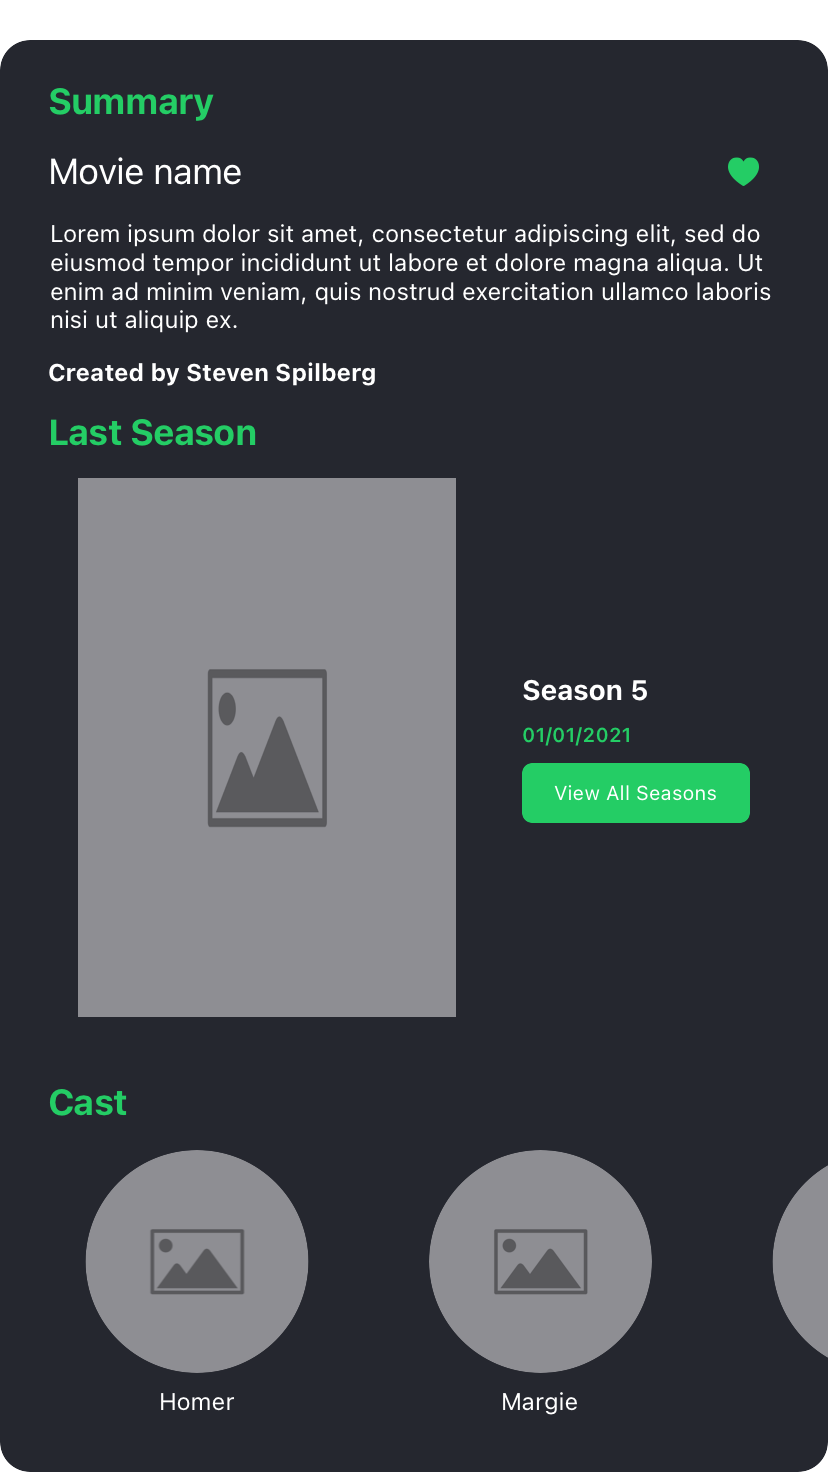 Summary
Movie name
Lorem ipsum dolor sit amet, consectetur adipiscing elit, sed do
eiusmod tempor incididunt ut labore et dolore magna aliqua. Ut
enim ad minim veniam, quis nostrud exercitation ullamco laboris
nisi ut aliquip ex.
Created by Steven Spilberg
Last Season
Season 5
01/01/2021
View All Seasons
Cast
Homer
Margie